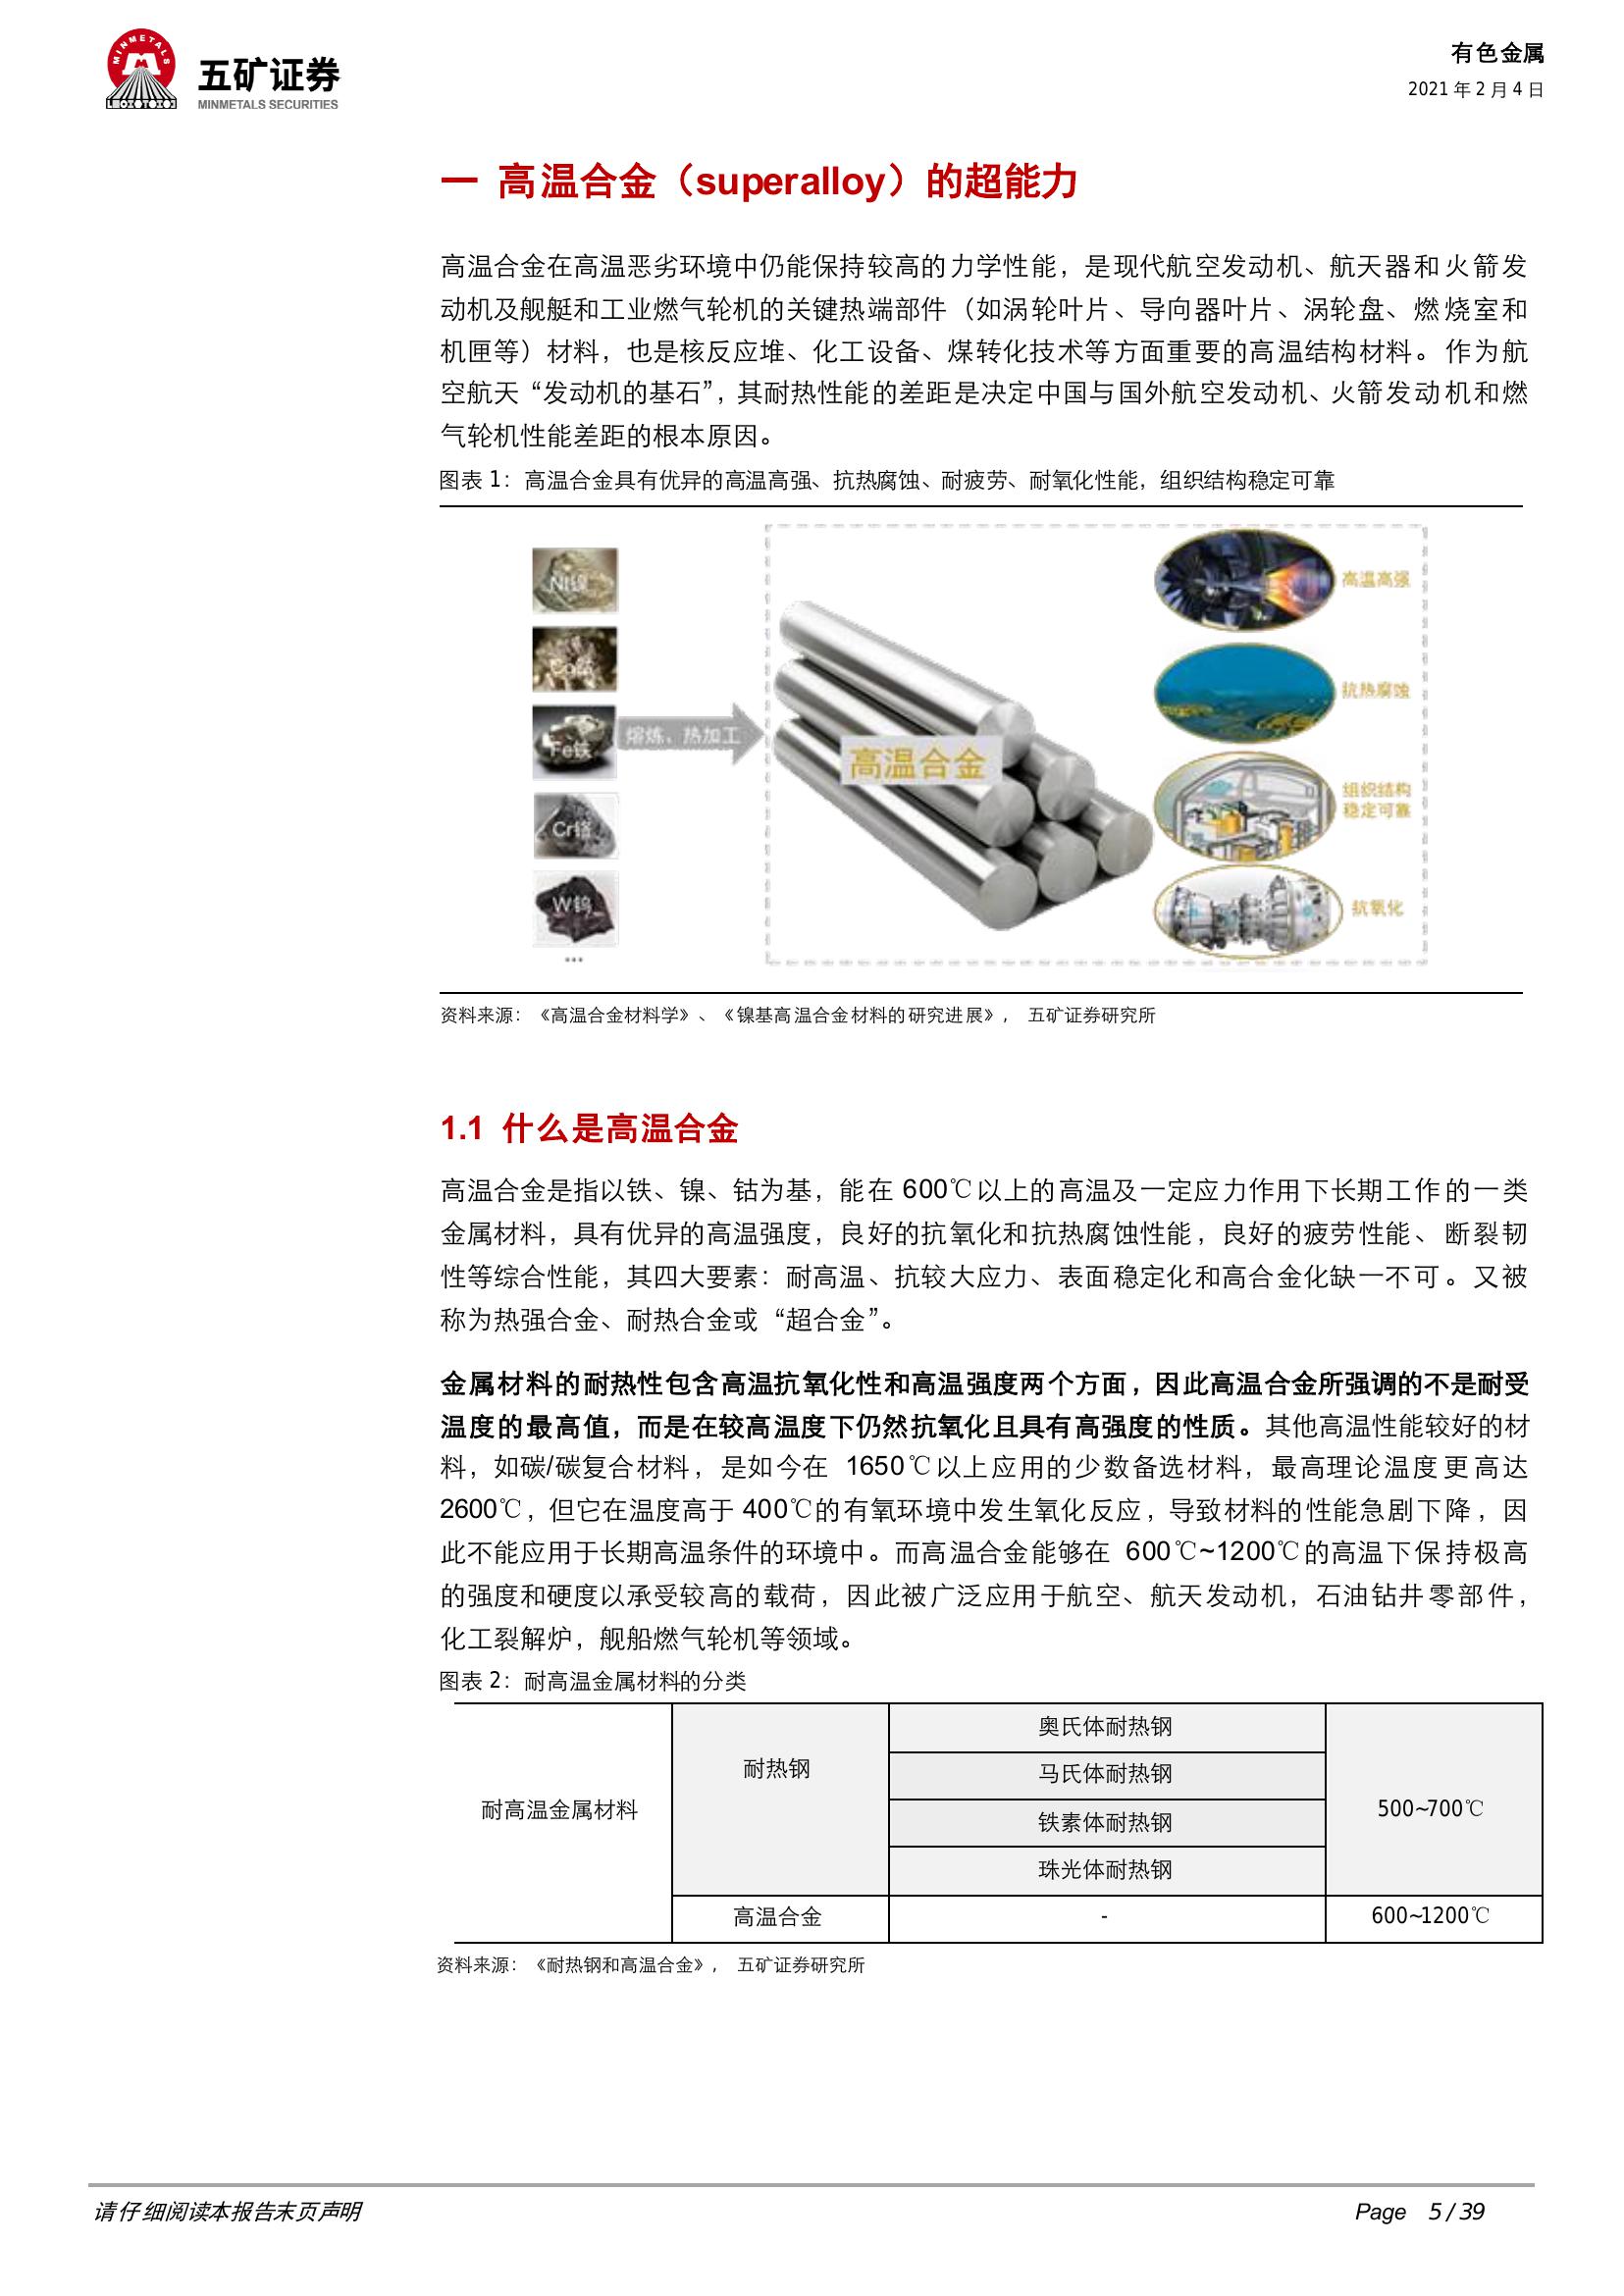 MINMETALS
五矿证券
MINMETALS SECURITIES
有色金属
2021 年 2 月 4 日
一 高温合金（superalloy）的超能力
高温合金在高温恶劣环境中仍能保持较高的力学性能，是现代航空发动机、航天器和火箭发
动机及舰艇和工业燃气轮机的关键热端部件（如涡轮叶片、导向器叶片、涡轮盘、燃烧室和
机匣等）材料，也是核反应堆、化工设备、煤转化技术等方面重要的高温结构材料。作为航
空航天“发动机的基石”，其耐热性能的差距是决定中国与国外航空发动机、火箭发动机和燃
气轮机性能差距的根本原因。
图表 1：高温合金具有优异的高温高强、抗热腐蚀、耐疲劳、耐氧化性能，组织结构稳定可靠
Ni镍
Fe铁
Cr铬
W钨
...
熔炼、热加工
高温合金
高温高强
抗热腐蚀
组织结构
稳定可靠
抗氧化
资料来源：《高温合金材料学》、《镍基高温合金材料的研究进展》， 五矿证券研究所
1.1 什么是高温合金
高温合金是指以铁、镍、钴为基，能在 600℃以上的高温及一定应力作用下长期工作的一类
金属材料，具有优异的高温强度，良好的抗氧化和抗热腐蚀性能，良好的疲劳性能、断裂韧
性等综合性能，其四大要素：耐高温、抗较大应力、表面稳定化和高合金化缺一不可。又被
称为热强合金、耐热合金或“超合金”。
金属材料的耐热性包含高温抗氧化性和高温强度两个方面，因此高温合金所强调的不是耐受
温度的最高值，而是在较高温度下仍然抗氧化且具有高强度的性质。其他高温性能较好的材
料，如碳/碳复合材料，是如今在 1650℃以上应用的少数备选材料，最高理论温度更高达
2600℃，但它在温度高于 400℃的有氧环境中发生氧化反应，导致材料的性能急剧下降，因
此不能应用于长期高温条件的环境中。而高温合金能够在 600℃~1200℃的高温下保持极高
的强度和硬度以承受较高的载荷，因此被广泛应用于航空、航天发动机，石油钻井零部件，
化工裂解炉，舰船燃气轮机等领域。
图表 2：耐高温金属材料的分类
奥氏体耐热钢
耐热钢
马氏体耐热钢
耐高温金属材料
500~700℃
铁素体耐热钢
珠光体耐热钢
高温合金
-
600~1200℃
资料来源：《耐热钢和高温合金》， 五矿证券研究所
请仔细阅读本报告末页声明
Page 5 / 39